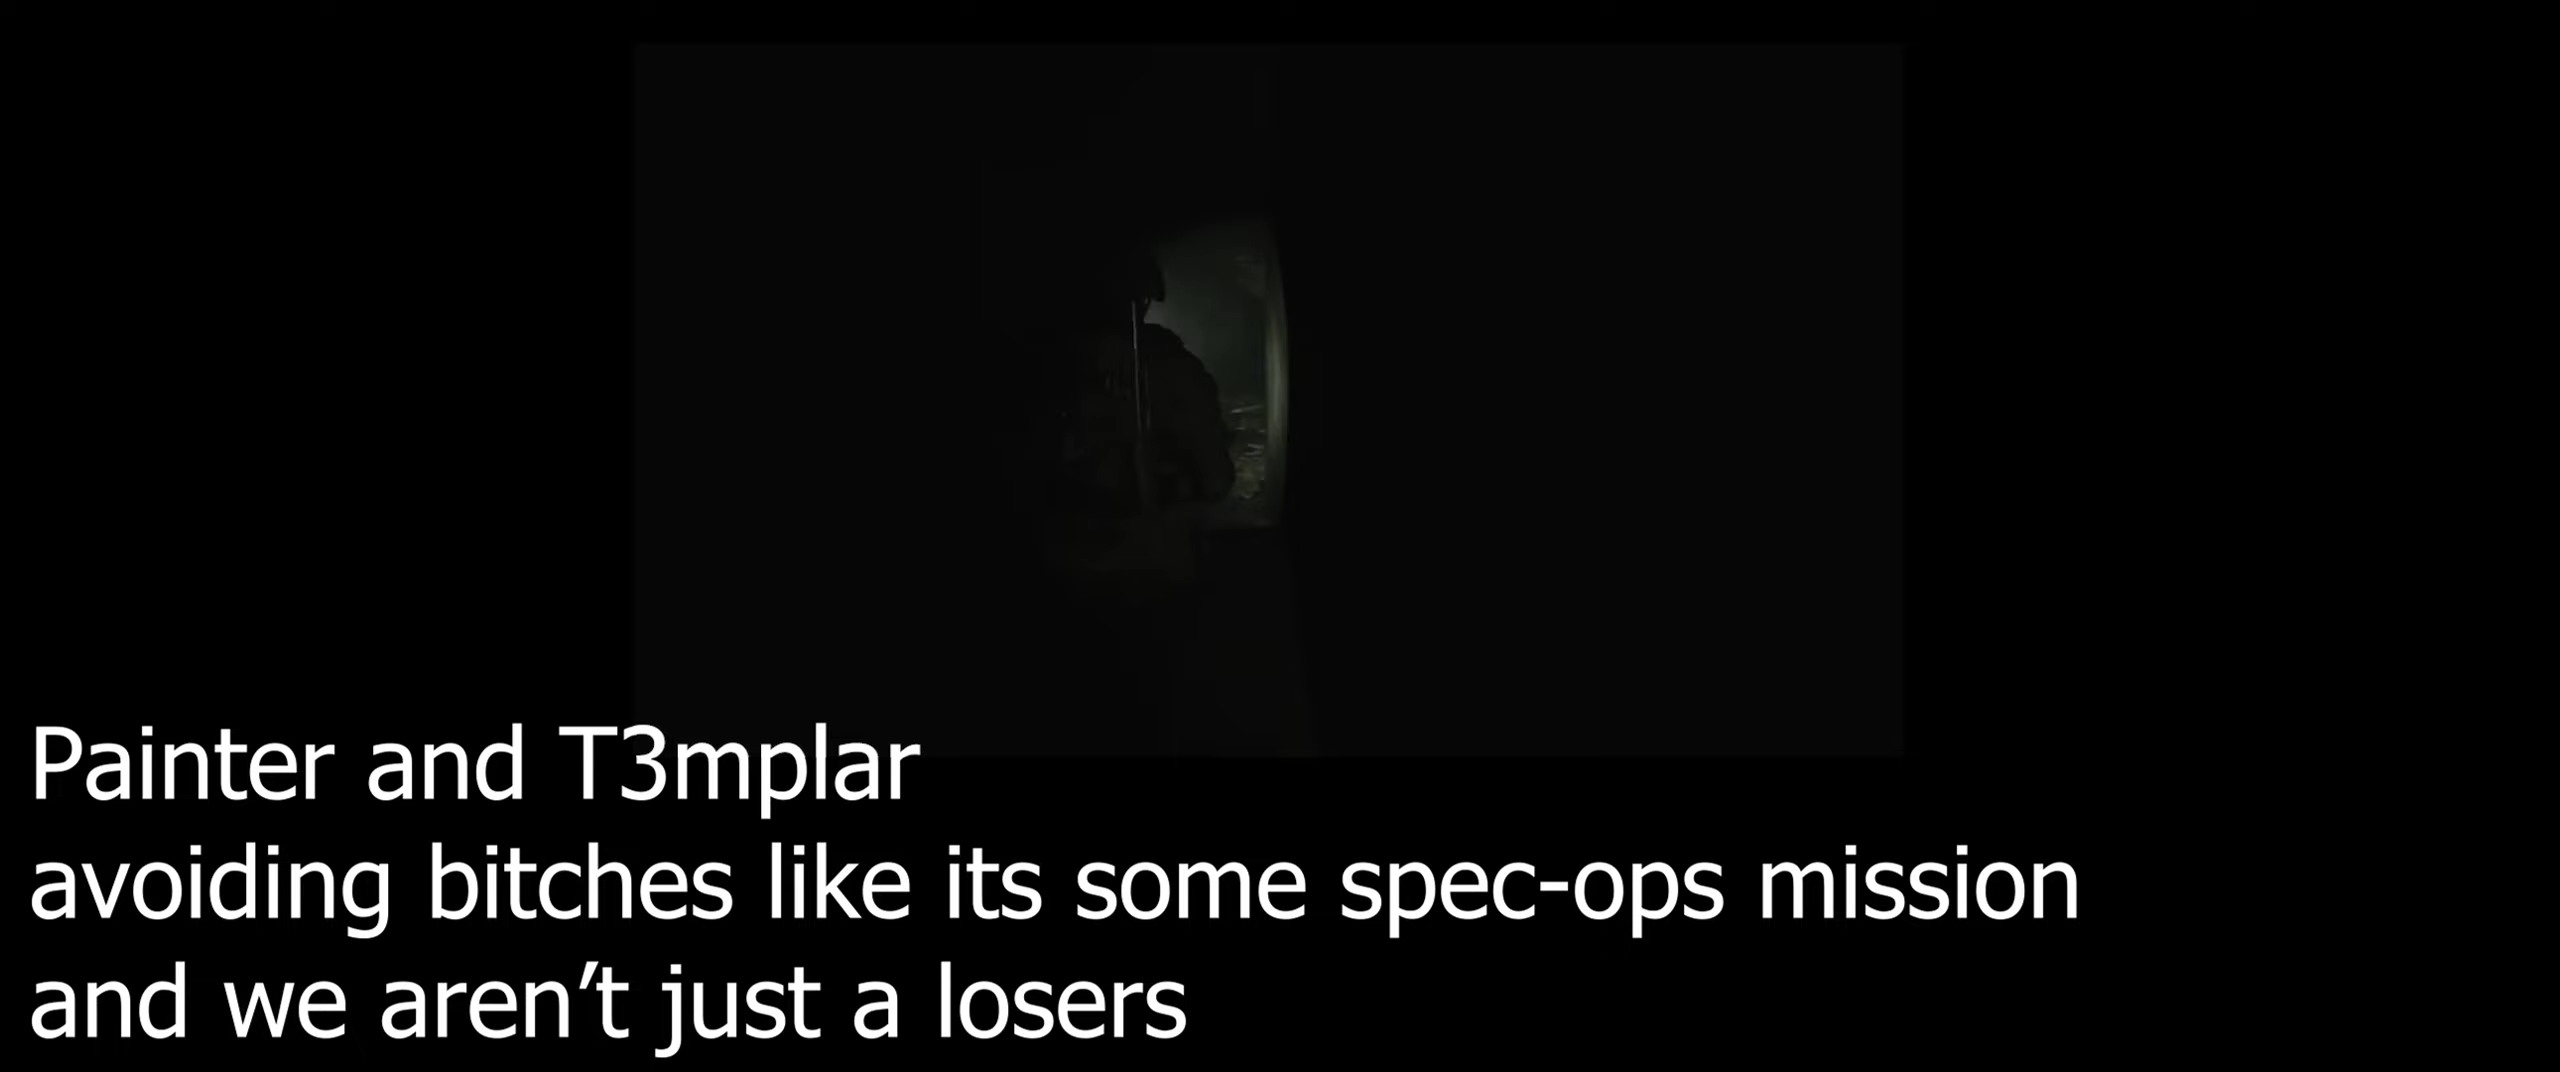 Painter and T3mplar
avoiding bitches like its some spec-ops mission
and we aren’t just a losers